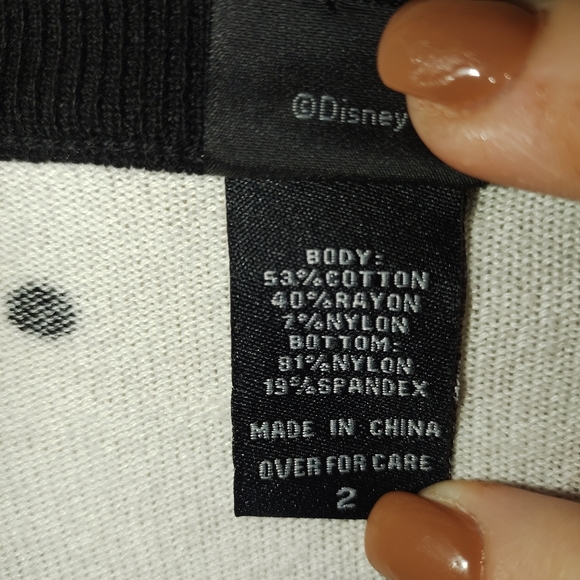 ©Disney
BODY:
53%COTTON
40%RAYON
7%NYLON
BOTTOM:
81%NYLON
19%SPANDEX
MADE IN CHINA
OVER FOR CARE
2